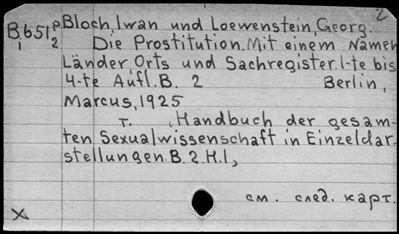 2
B651 P/2 Bloch, Iwan und Loewenstein, Georg.
1 Die Prostitution. Mit einem Namen
Länder Orts und Sachregister. 1-te bis
4-te Aufl. B. 2 Berlin,
Marcus, 1925
т. (Handbuch der gesam-
ten Sexualwissenschaft in Einzeldar-
stellungen. B. 2. H. 1)
см. след. карт.
X